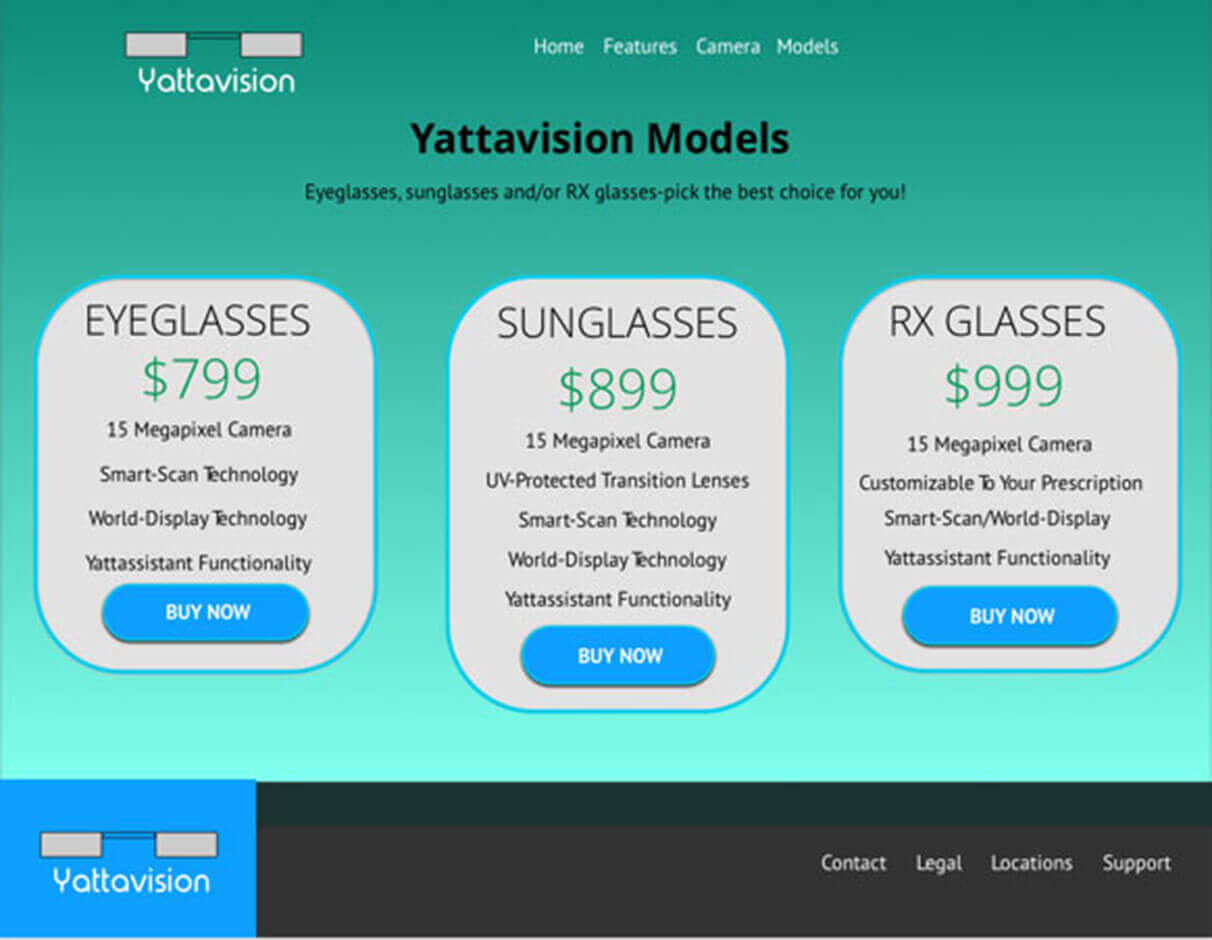 Yattavision
Home Features Camera Models
Yattavision Models
Eyeglasses, sunglasses and/or RX glasses-pick the best choice for you!
EYEGLASSES
$799
15 Megapixel Camera
Smart-Scan Technology
World-Display Technology
Yattassistant Functionality
BUY NOW
SUNGLASSES
$899
15 Megapixel Camera
UV-Protected Transition Lenses
Smart-Scan Technology
World-Display Technology
Yattassistant Functionality
BUY NOW
RX GLASSES
$999
15 Megapixel Camera
Customizable To Your Prescription
Smart-Scan/World-Display
Yattassistant Functionality
BUY NOW
Yattavision
Contact Legal Locations Support